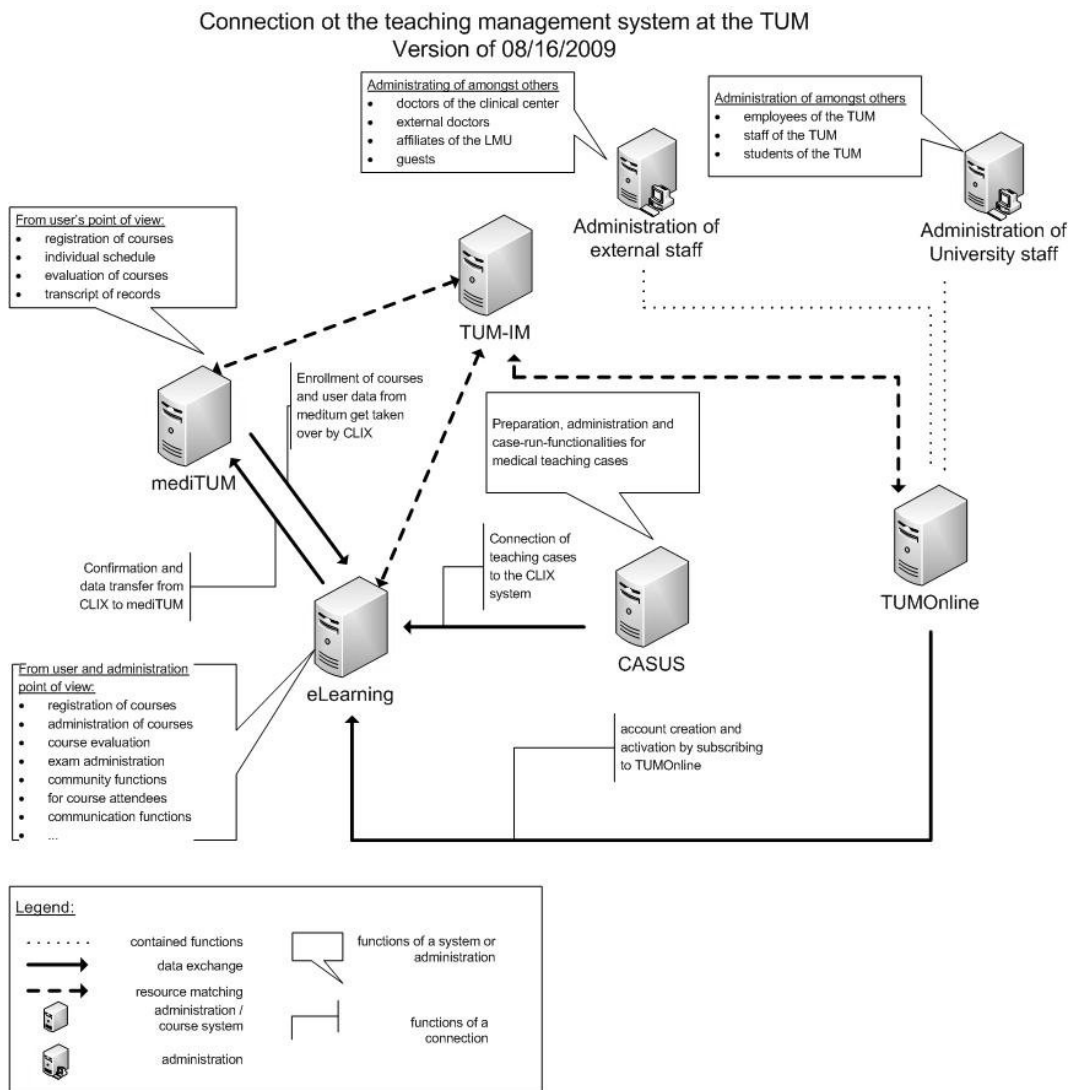 Connection ot the teaching management system at the TUM
Version of 08/16/2009
Administrating of amongst others
• doctors of the clinical center
• external doctors
• affiliates of the LMU
• guests
Administration of amongst others
• employees of the TUM
• staff of the TUM
• students of the TUM
Administration of
external staff
Administration of
University staff
From user's point of view:
• registration of courses
• individual schedule
• evaluation of courses
• transcript of records
TUM-IM
Enrollment of courses
and user data from
meditum get taken
over by CLIX
Preparation, administration and
case-run-functionalities for
medical teaching cases
mediTUM
Connection of
teaching cases
to the CLIX
system
Confirmation and
data transfer from
CLIX to mediTUM
TUMOnline
CASUS
eLearning
From user and administration
point of view:
• registration of courses
• administration of courses
• course evaluation
• exam administration
• community functions
• for course attendees
• communication functions
• ...
account creation and
activation by subscribing
to TUMOnline
Legend:
contained functions
data exchange
resource matching
administration /
course system
administration
functions of a system or
administration
functions of a
connection